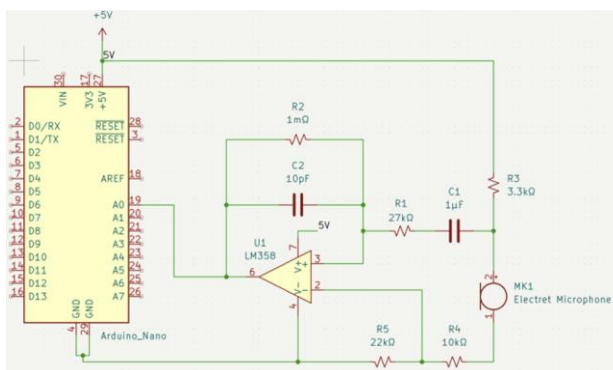 +5V
5V
30
17
27
VIN
3V3
+5V
2 D0/RX RESET 28
1 D1/TX RESET 3
5 D2
6 D3
7 D4 AREF 18
8 D5
9 D6 A0 19
10 D7 A1 20
11 D8 A2 21
12 D9 A3 22
13 D10 A4 23
14 D11 A5 24
15 D12 A6 25
16 D13 A7 26
GND
GND
4
29
Arduino_Nano
R2
1mΩ
C2
10pF
5V
U1
LM358
7
V+
3
6
V-
2
4
R1
27kΩ
C1
1μF
R3
3.3kΩ
2
+
MK1
Electret Microphone
1
R5
22kΩ
R4
10kΩ